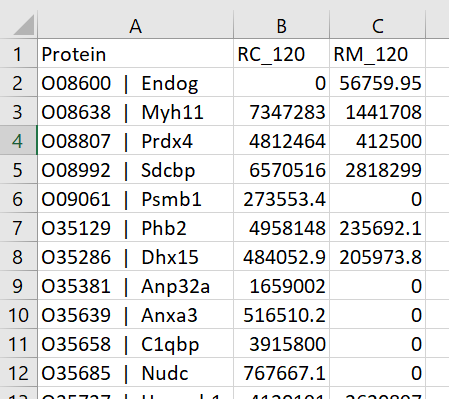 A B C
1 Protein RC_120 RM_120
2 O08600 | Endog 0 56759.95
3 O08638 | Myh11 7347283 1441708
4 O08807 | Prdx4 4812464 412500
5 O08992 | Sdcbp 6570516 2818299
6 O09061 | Psmb1 273553.4 0
7 O35129 | Phb2 4958148 235692.1
8 O35286 | Dhx15 484052.9 205973.8
9 O35381 | Anp32a 1659002 0
10 O35639 | Anxa3 516510.2 0
11 O35658 | C1qbp 3915800 0
12 O35685 | Nudc 767667.1 0
13 O35737 |